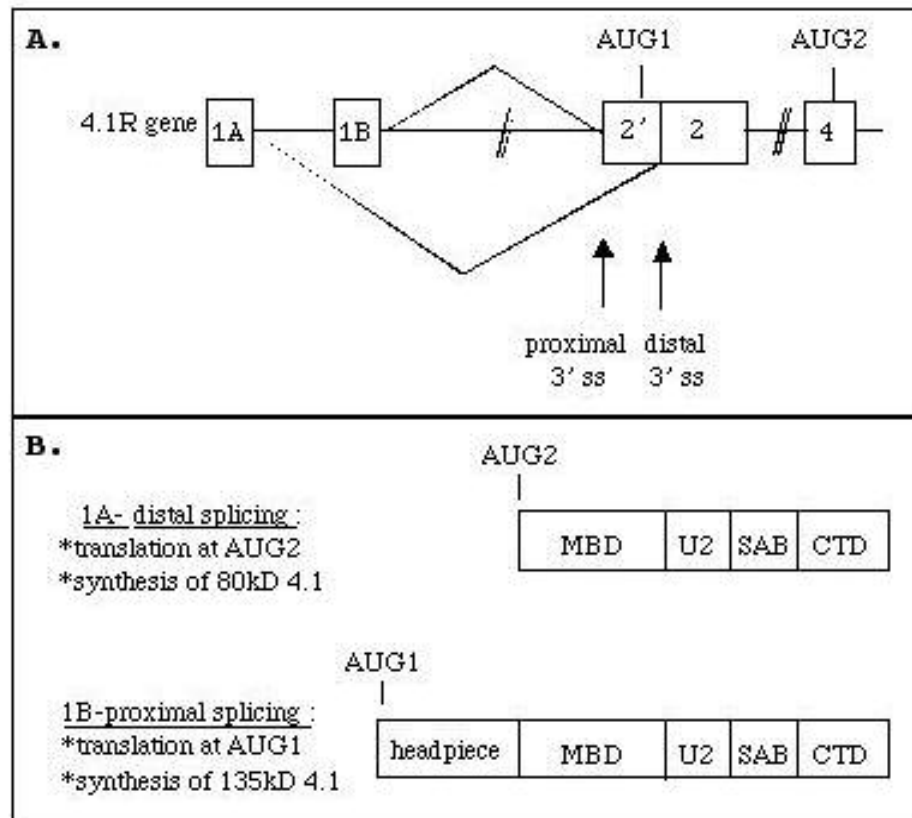 A.
AUG1 AUG2
4.1R gene 1A 1B 2' 2 4
proximal distal
3' ss 3' ss
B.
AUG2
1A- distal splicing :
*translation at AUG2
*synthesis of 80kD 4.1
MBD U2 SAB CTD
AUG1
1B-proximal splicing :
*translation at AUG1
*synthesis of 135kD 4.1
headpiece MBD U2 SAB CTD